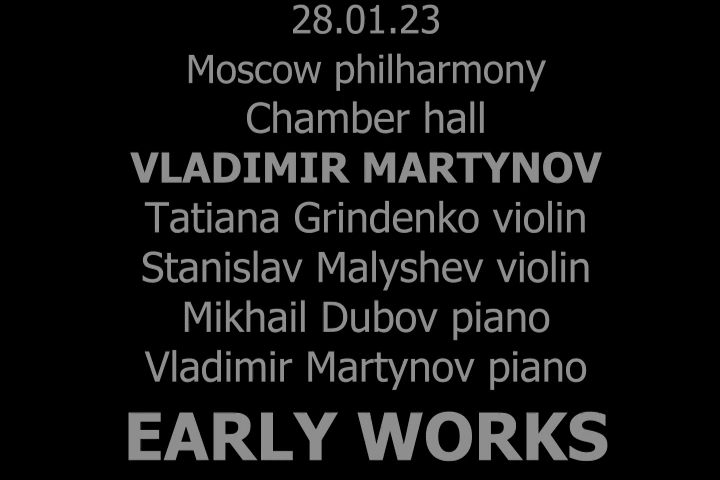 28.01.23
Moscow philharmony
Chamber hall
VLADIMIR MARTYNOV
Tatiana Grindenko violin
Stanislav Malyshev violin
Mikhail Dubov piano
Vladimir Martynov piano
EARLY WORKS